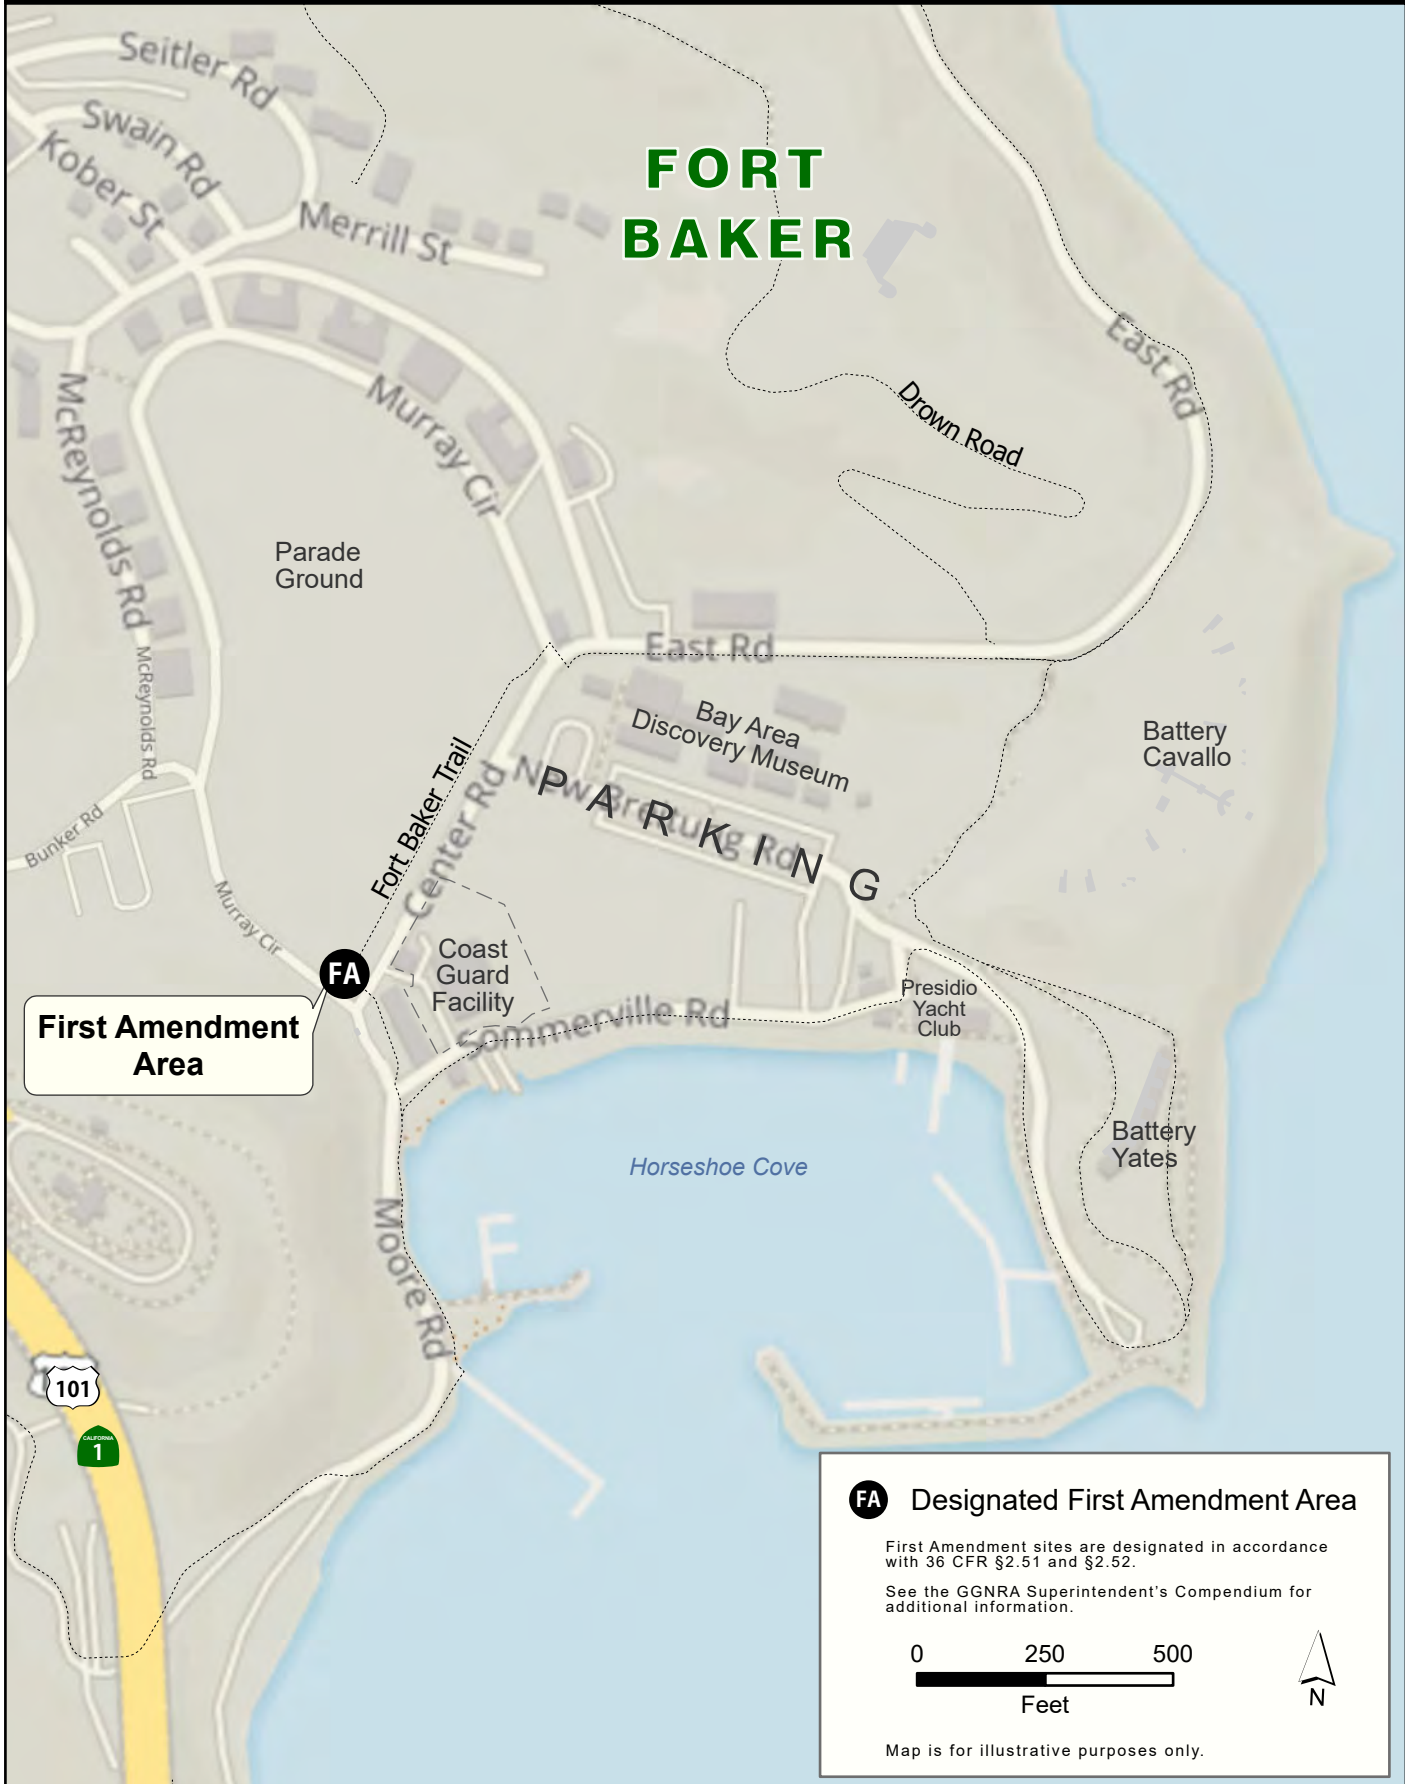 Seitler Rd
Swain Rd
Kober St
Merrill St
FORT
BAKER
East Rd
Drown Road
McReynolds Rd
Murray Cir
Parade
Ground
McReynolds Rd
East Rd
Bay Area
Discovery Museum
Battery
Cavallo
Fort Baker Trail
Center Rd
PARKING
Bunker Rd
Murray Cir
Coast
Guard
Facility
FA
First Amendment
Area
Sommerville Rd
Presidio
Yacht
Club
Horseshoe Cove
Battery
Yates
Moore Rd
101
CALIFORNIA
1
FA Designated First Amendment Area
First Amendment sites are designated in accordance
with 36 CFR §2.51 and §2.52.
See the GGNRA Superintendent's Compendium for
additional information.
0 250 500
Feet
N
Map is for illustrative purposes only.